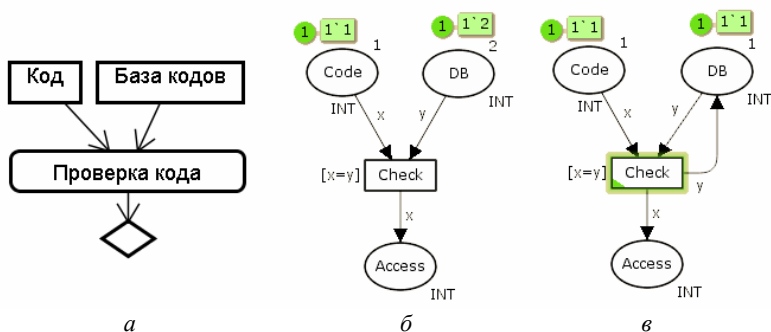 Код
База кодов
Проверка кода
а
1
1`1
1
Code
INT
x
1
1`2
2
DB
INT
y
[x=y]
Check
x
Access
INT
б
1
1`1
1
Code
INT
x
1
1`1
1
DB
INT
y
[x=y]
Check
y
x
Access
INT
в